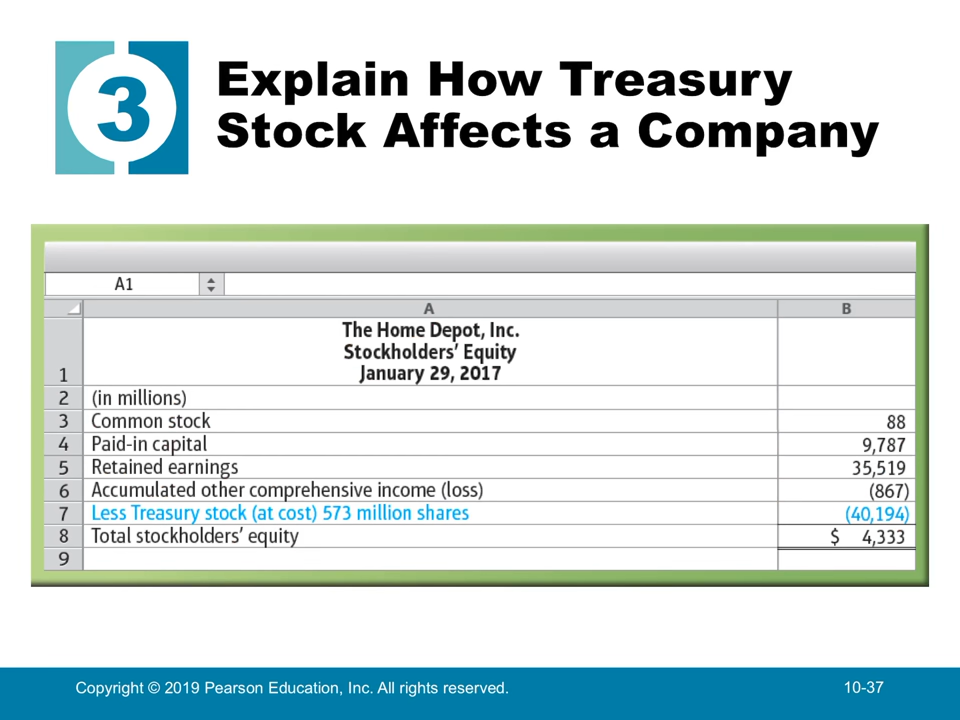 3
Explain How Treasury
Stock Affects a Company
A1
A B
The Home Depot, Inc.
Stockholders' Equity
1 January 29, 2017
2 (in millions)
3 Common stock 88
4 Paid-in capital 9,787
5 Retained earnings 35,519
6 Accumulated other comprehensive income (loss) (867)
7 Less Treasury stock (at cost) 573 million shares (40,194)
8 Total stockholders' equity $ 4,333
9
Copyright © 2019 Pearson Education, Inc. All rights reserved. 10-37